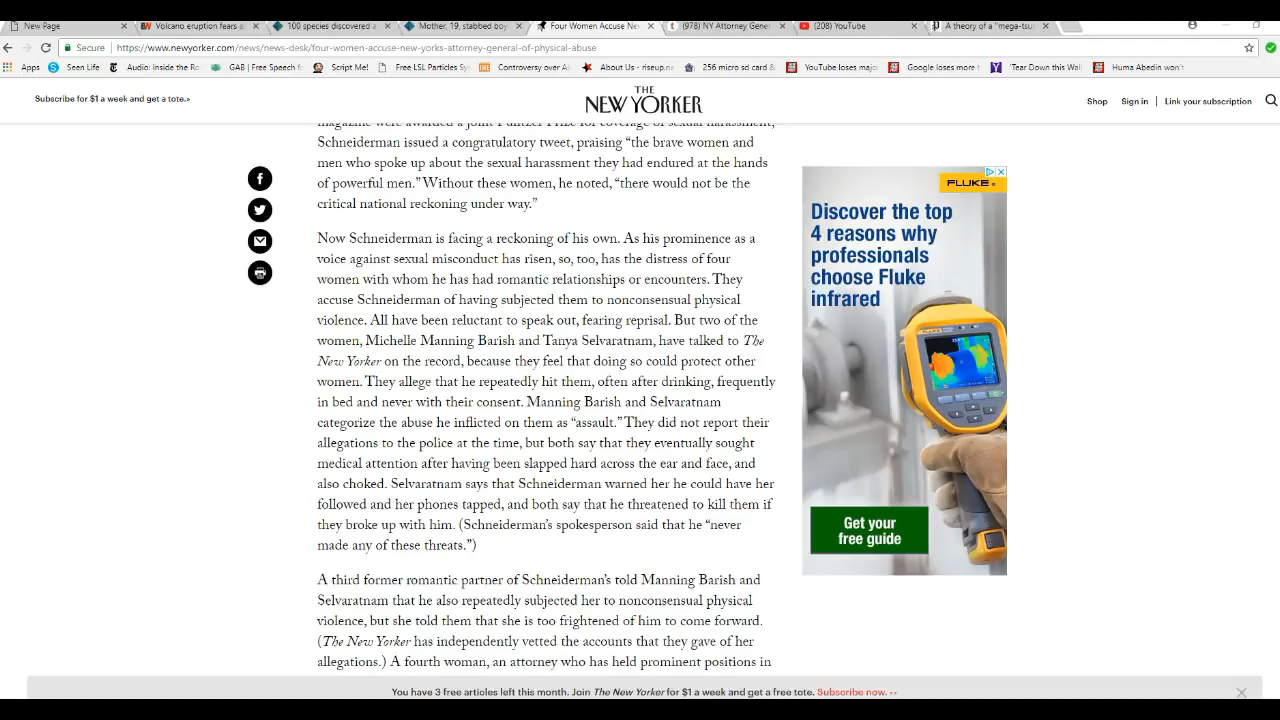 New Page
Volcano eruption fears a
100 species discovered a
Mother, 19, stabbed boy
Four Women Accuse Ne
(978) NY Attorney Gener
(208) YouTube
A theory of a "mega-tsu
Secure
https://www.newyorker.com/news/news-desk/four-women-accuse-new-yorks-attorney-general-of-physical-abuse
Apps
Seen Life
Audio: Inside the Ro
GAB | Free Speech fo
Script Me!
Free LSL Particle Sy
Controversy over Al
About Us - riseup.ne
256 micro sd card &
YouTube loses majo
Google loses more t
'Tear Down this Wal
Huma Abedin won't
Subscribe for $1 a week and get a tote.»
THE
NEW YORKER
Shop
Sign in
Link your subscription
magazine were awarded a joint Pulitzer Prize for coverage of sexual harassment,
Schneiderman issued a congratulatory tweet, praising “the brave women and
men who spoke up about the sexual harassment they had endured at the hands
of powerful men.” Without these women, he noted, “there would not be the
critical national reckoning under way.”
Now Schneiderman is facing a reckoning of his own. As his prominence as a
voice against sexual misconduct has risen, so, too, has the distress of four
women with whom he has had romantic relationships or encounters. They
accuse Schneiderman of having subjected them to nonconsensual physical
violence. All have been reluctant to speak out, fearing reprisal. But two of the
women, Michelle Manning Barish and Tanya Selvaratnam, have talked to The
New Yorker on the record, because they feel that doing so could protect other
women. They allege that he repeatedly hit them, often after drinking, frequently
in bed and never with their consent. Manning Barish and Selvaratnam
categorize the abuse he inflicted on them as “assault.” They did not report their
allegations to the police at the time, but both say that they eventually sought
medical attention after having been slapped hard across the ear and face, and
also choked. Selvaratnam says that Schneiderman warned her he could have her
followed and her phones tapped, and both say that he threatened to kill them if
they broke up with him. (Schneiderman’s spokesperson said that he “never
made any of these threats.”)
A third former romantic partner of Schneiderman’s told Manning Barish and
Selvaratnam that he also repeatedly subjected her to nonconsensual physical
violence, but she told them that she is too frightened of him to come forward.
(The New Yorker has independently vetted the accounts that they gave of her
allegations.) A fourth woman, an attorney who has held prominent positions in
FLUKE
Discover the top
4 reasons why
professionals
choose Fluke
infrared
Get your
free guide
You have 3 free articles left this month. Join The New Yorker for $1 a week and get a free tote. Subscribe now. »